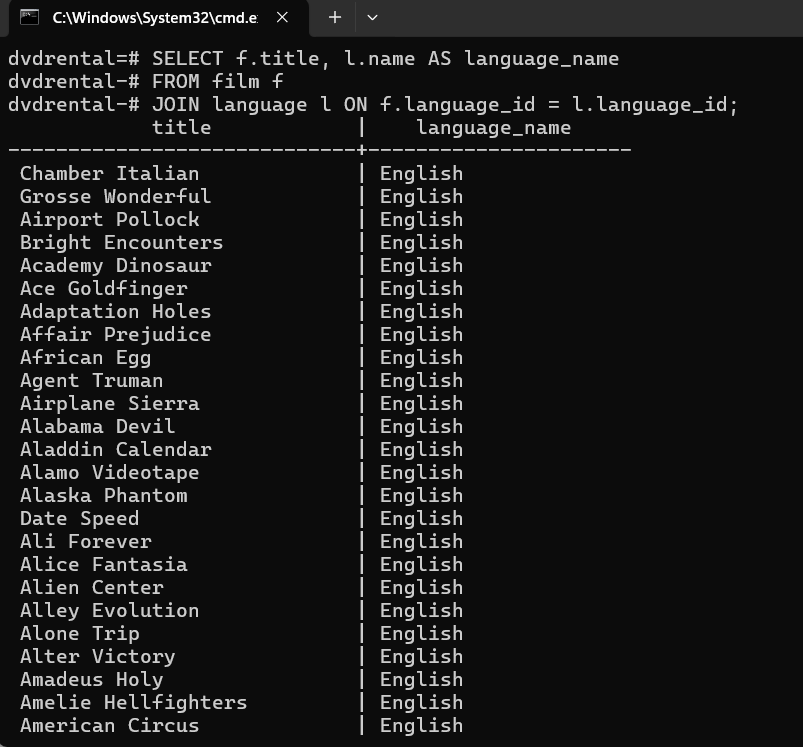 C:\Windows\System32\cmd.e
dvdrental=# SELECT f.title, l.name AS language_name
dvdrental-# FROM film f
dvdrental-# JOIN language l ON f.language_id = l.language_id;
title | language_name
-----------------------------+----------------------
Chamber Italian | English
Grosse Wonderful | English
Airport Pollock | English
Bright Encounters | English
Academy Dinosaur | English
Ace Goldfinger | English
Adaptation Holes | English
Affair Prejudice | English
African Egg | English
Agent Truman | English
Airplane Sierra | English
Alabama Devil | English
Aladdin Calendar | English
Alamo Videotape | English
Alaska Phantom | English
Date Speed | English
Ali Forever | English
Alice Fantasia | English
Alien Center | English
Alley Evolution | English
Alone Trip | English
Alter Victory | English
Amadeus Holy | English
Amelie Hellfighters | English
American Circus | English